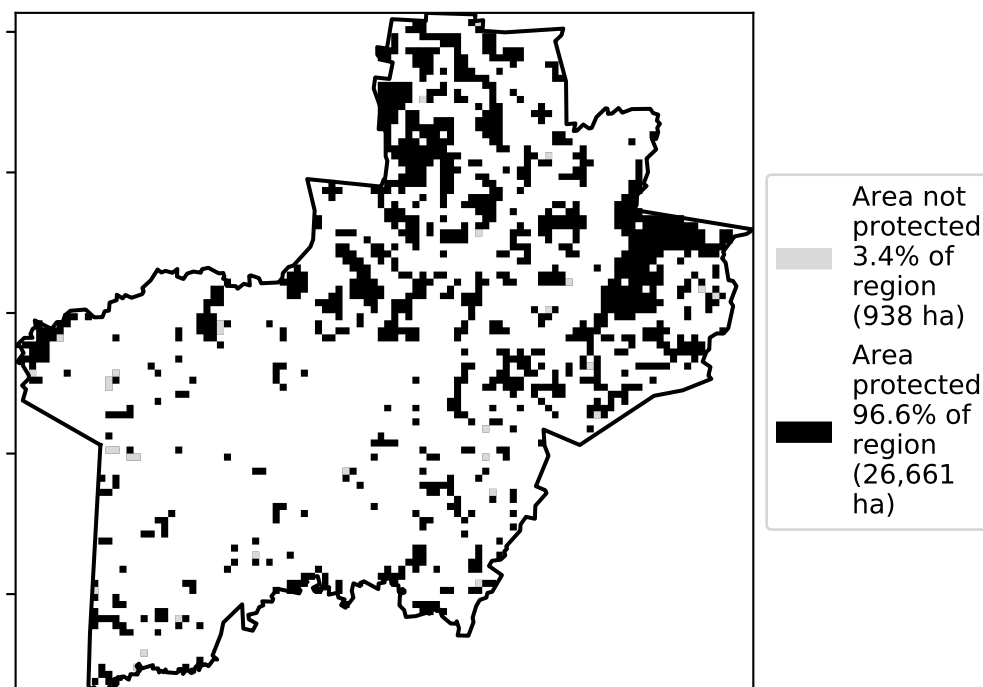 Area not
protected
3.4% of
region
(938 ha)
Area
protected
96.6% of
region
(26,661
ha)